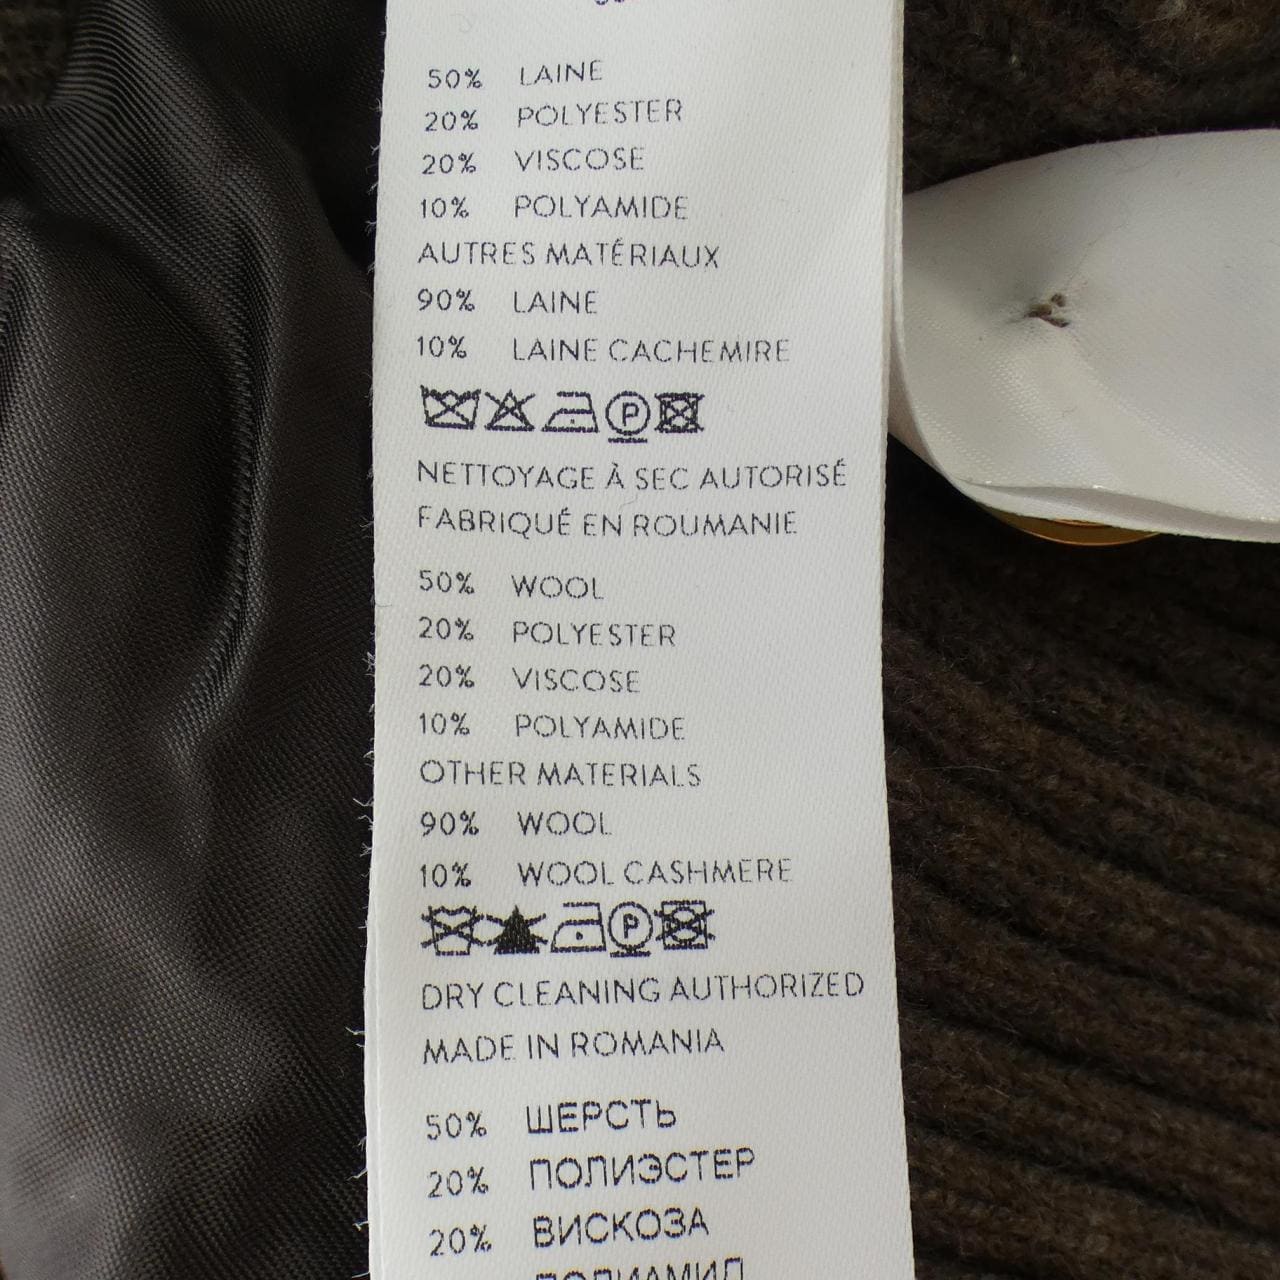 50% LAINE
20% POLYESTER
20% VISCOSE
10% POLYAMIDE
AUTRES MATÉRIAUX
90% LAINE
10% LAINE CACHEMIRE
P
NETTOYAGE À SEC AUTORISÉ
FABRIQUÉ EN ROUMANIE
50% WOOL
20% POLYESTER
20% VISCOSE
10% POLYAMIDE
OTHER MATERIALS
90% WOOL
10% WOOL CASHMERE
P
DRY CLEANING AUTHORIZED
MADE IN ROMANIA
50% ШЕРСТЬ
20% ПОЛИЭСТЕР
20% ВИСКОЗА
ПОЛИАМИД